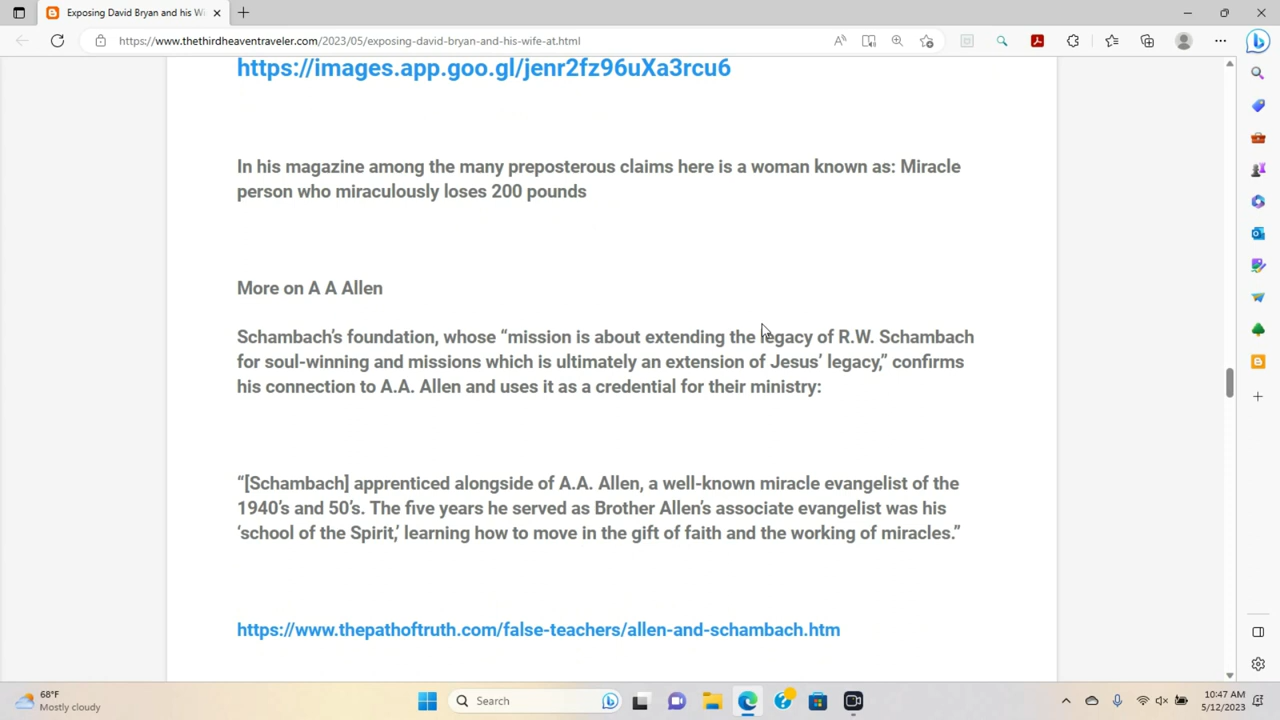 Exposing David Bryan and his Wi
https://www.thethirdheaventraveler.com/2023/05/exposing-david-bryan-and-his-wife-at.html
https://images.app.goo.gl/jenr2fz96uXa3rcu6
In his magazine among the many preposterous claims here is a woman known as: Miracle
person who miraculously loses 200 pounds
More on A A Allen
Schambach's foundation, whose “mission is about extending the legacy of R.W. Schambach
for soul-winning and missions which is ultimately an extension of Jesus’ legacy,” confirms
his connection to A.A. Allen and uses it as a credential for their ministry:
“[Schambach] apprenticed alongside of A.A. Allen, a well-known miracle evangelist of the
1940’s and 50’s. The five years he served as Brother Allen’s associate evangelist was his
‘school of the Spirit,’ learning how to move in the gift of faith and the working of miracles.”
https://www.thepathoftruth.com/false-teachers/allen-and-schambach.htm
68°F
Mostly cloudy
Search
10:47 AM
5/12/2023